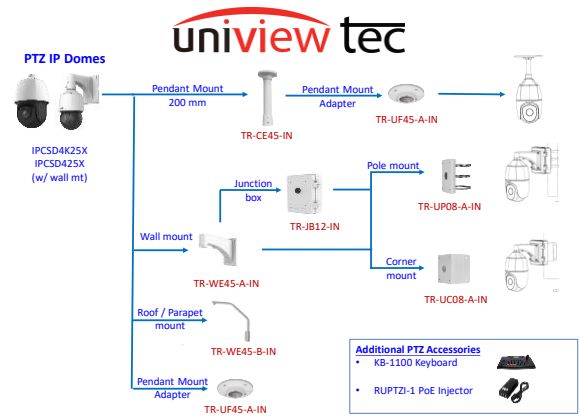 uniview tec
PTZ IP Domes
IPCSD4K25X
IPCSD425X
(w/ wall mt)
Pendant Mount
200 mm
TR-CE45-IN
Pendant Mount
Adapter
TR-UF45-A-IN
Junction
box
TR-JB12-IN
Pole mount
TR-UP08-A-IN
Wall mount
TR-WE45-A-IN
Corner
mount
TR-UC08-A-IN
Roof / Parapet
mount
TR-WE45-B-IN
Pendant Mount
Adapter
TR-UF45-A-IN
Additional PTZ Accessories
• KB-1100 Keyboard
• RUPTZI-1 PoE Injector